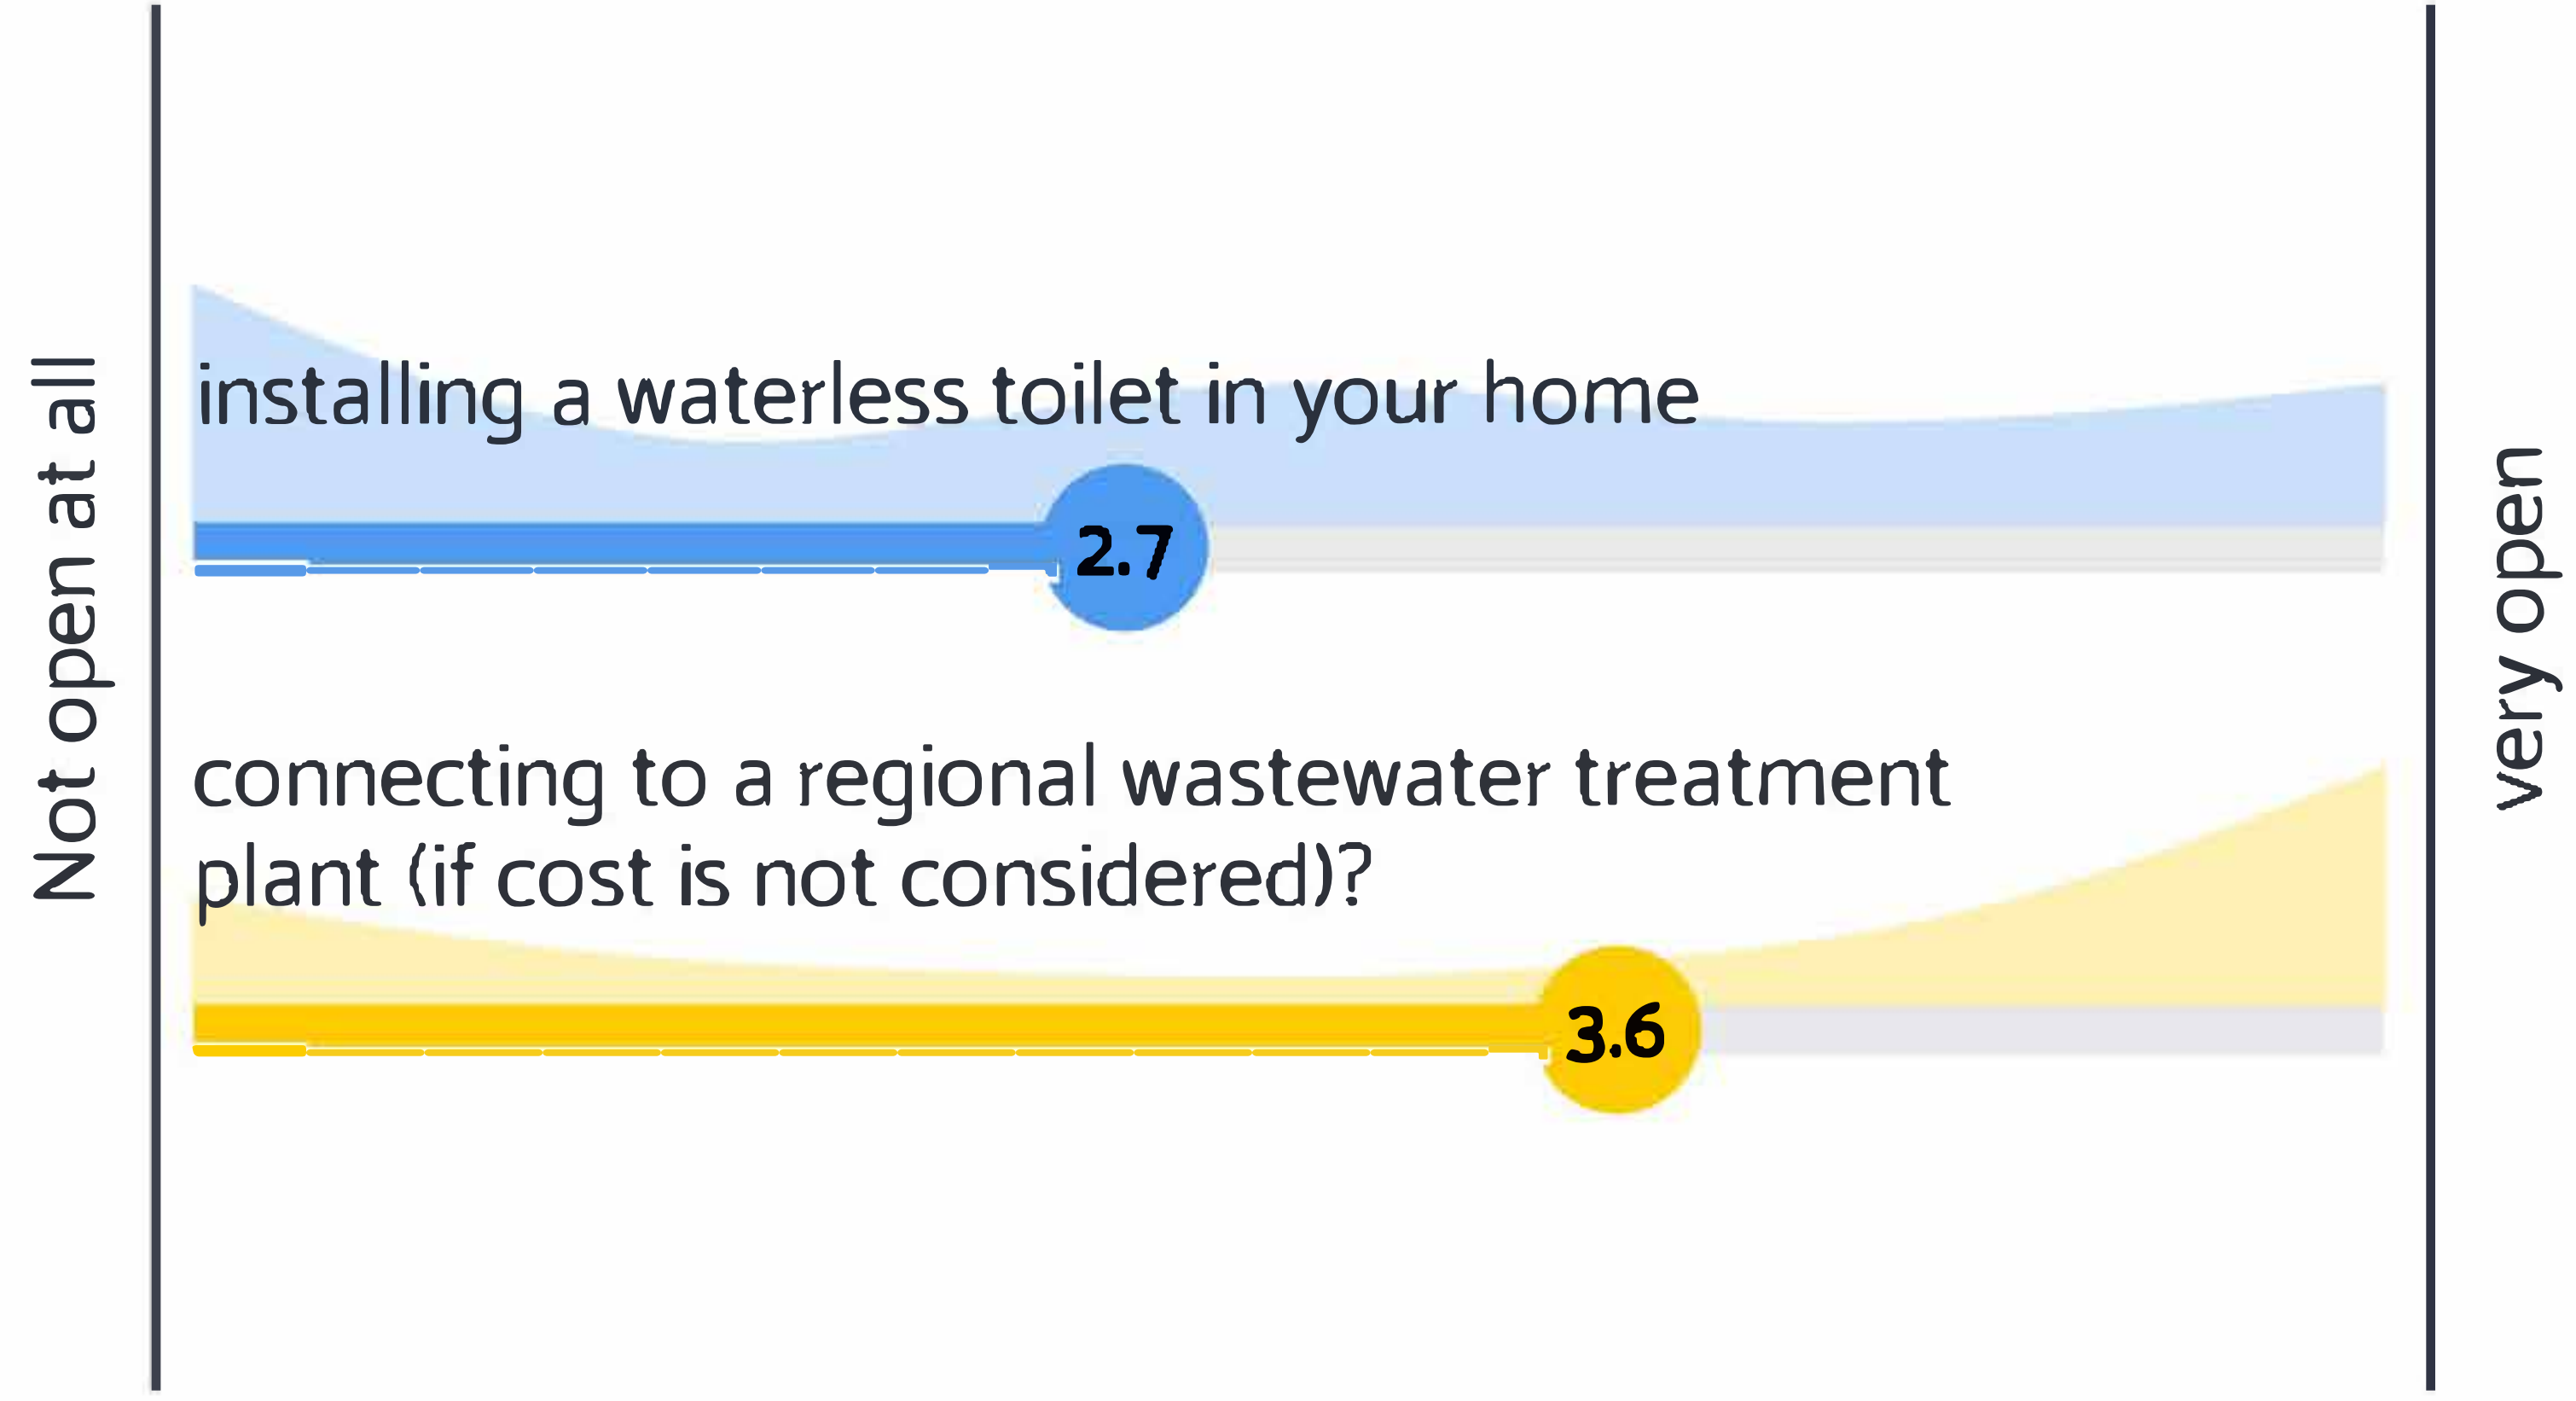 Not open at all
installing a waterless toilet in your home
2.7
connecting to a regional wastewater treatment
plant (if cost is not considered)?
3.6
very open